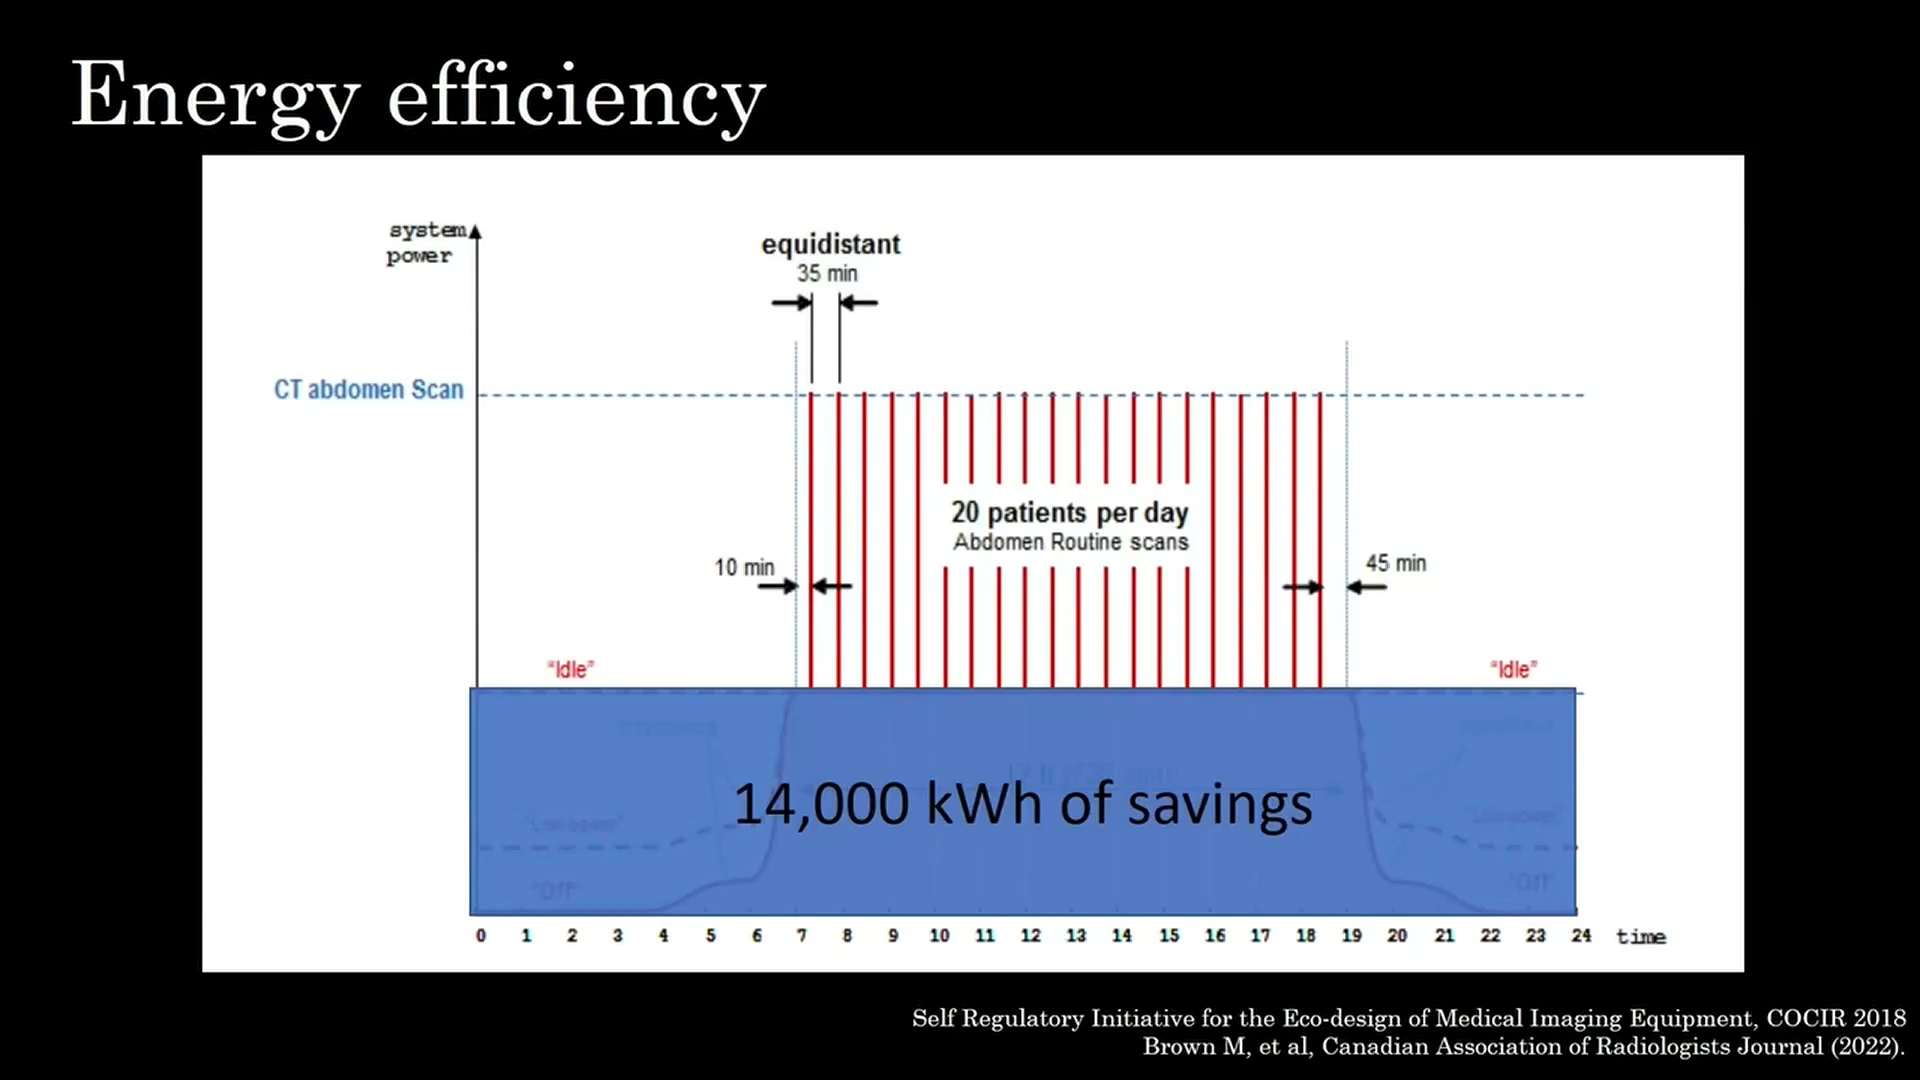 Energy efficiency
system
power
equidistant
35 min
CT abdomen Scan
20 patients per day
Abdomen Routine scans
10 min
45 min
"Idle"
"Idle"
14,000 kWh of savings
"Off"
"Off"
0 1 2 3 4 5 6 7 8 9 10 11 12 13 14 15 16 17 18 19 20 21 22 23 24 time
Self Regulatory Initiative for the Eco-design of Medical Imaging Equipment, COCIR 2018
Brown M, et al, Canadian Association of Radiologists Journal (2022).